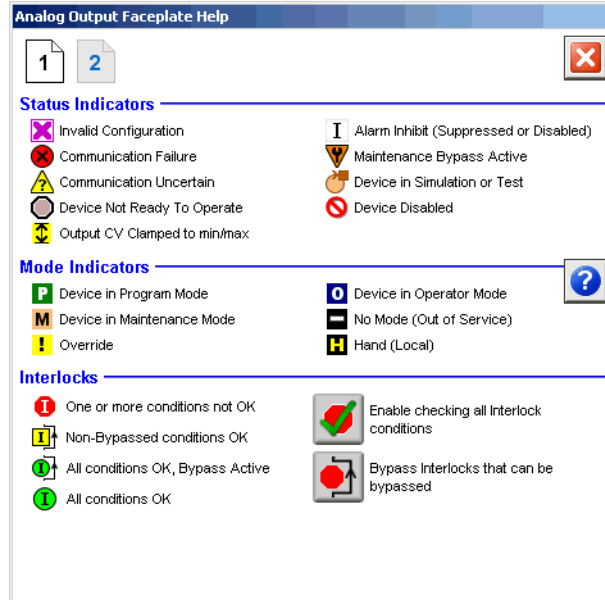 Analog Output Faceplate Help
1 2
Status Indicators
Invalid Configuration
I Alarm Inhibit (Suppressed or Disabled)
Communication Failure
Maintenance Bypass Active
? Communication Uncertain
Device in Simulation or Test
Device Not Ready To Operate
Device Disabled
Output CV Clamped to min/max
Mode Indicators
?
P Device in Program Mode
O Device in Operator Mode
M Device in Maintenance Mode
No Mode (Out of Service)
! Override
H Hand (Local)
Interlocks
I One or more conditions not OK
Enable checking all Interlock
conditions
I Non-Bypassed conditions OK
I All conditions OK, Bypass Active
Bypass Interlocks that can be
bypassed
I All conditions OK